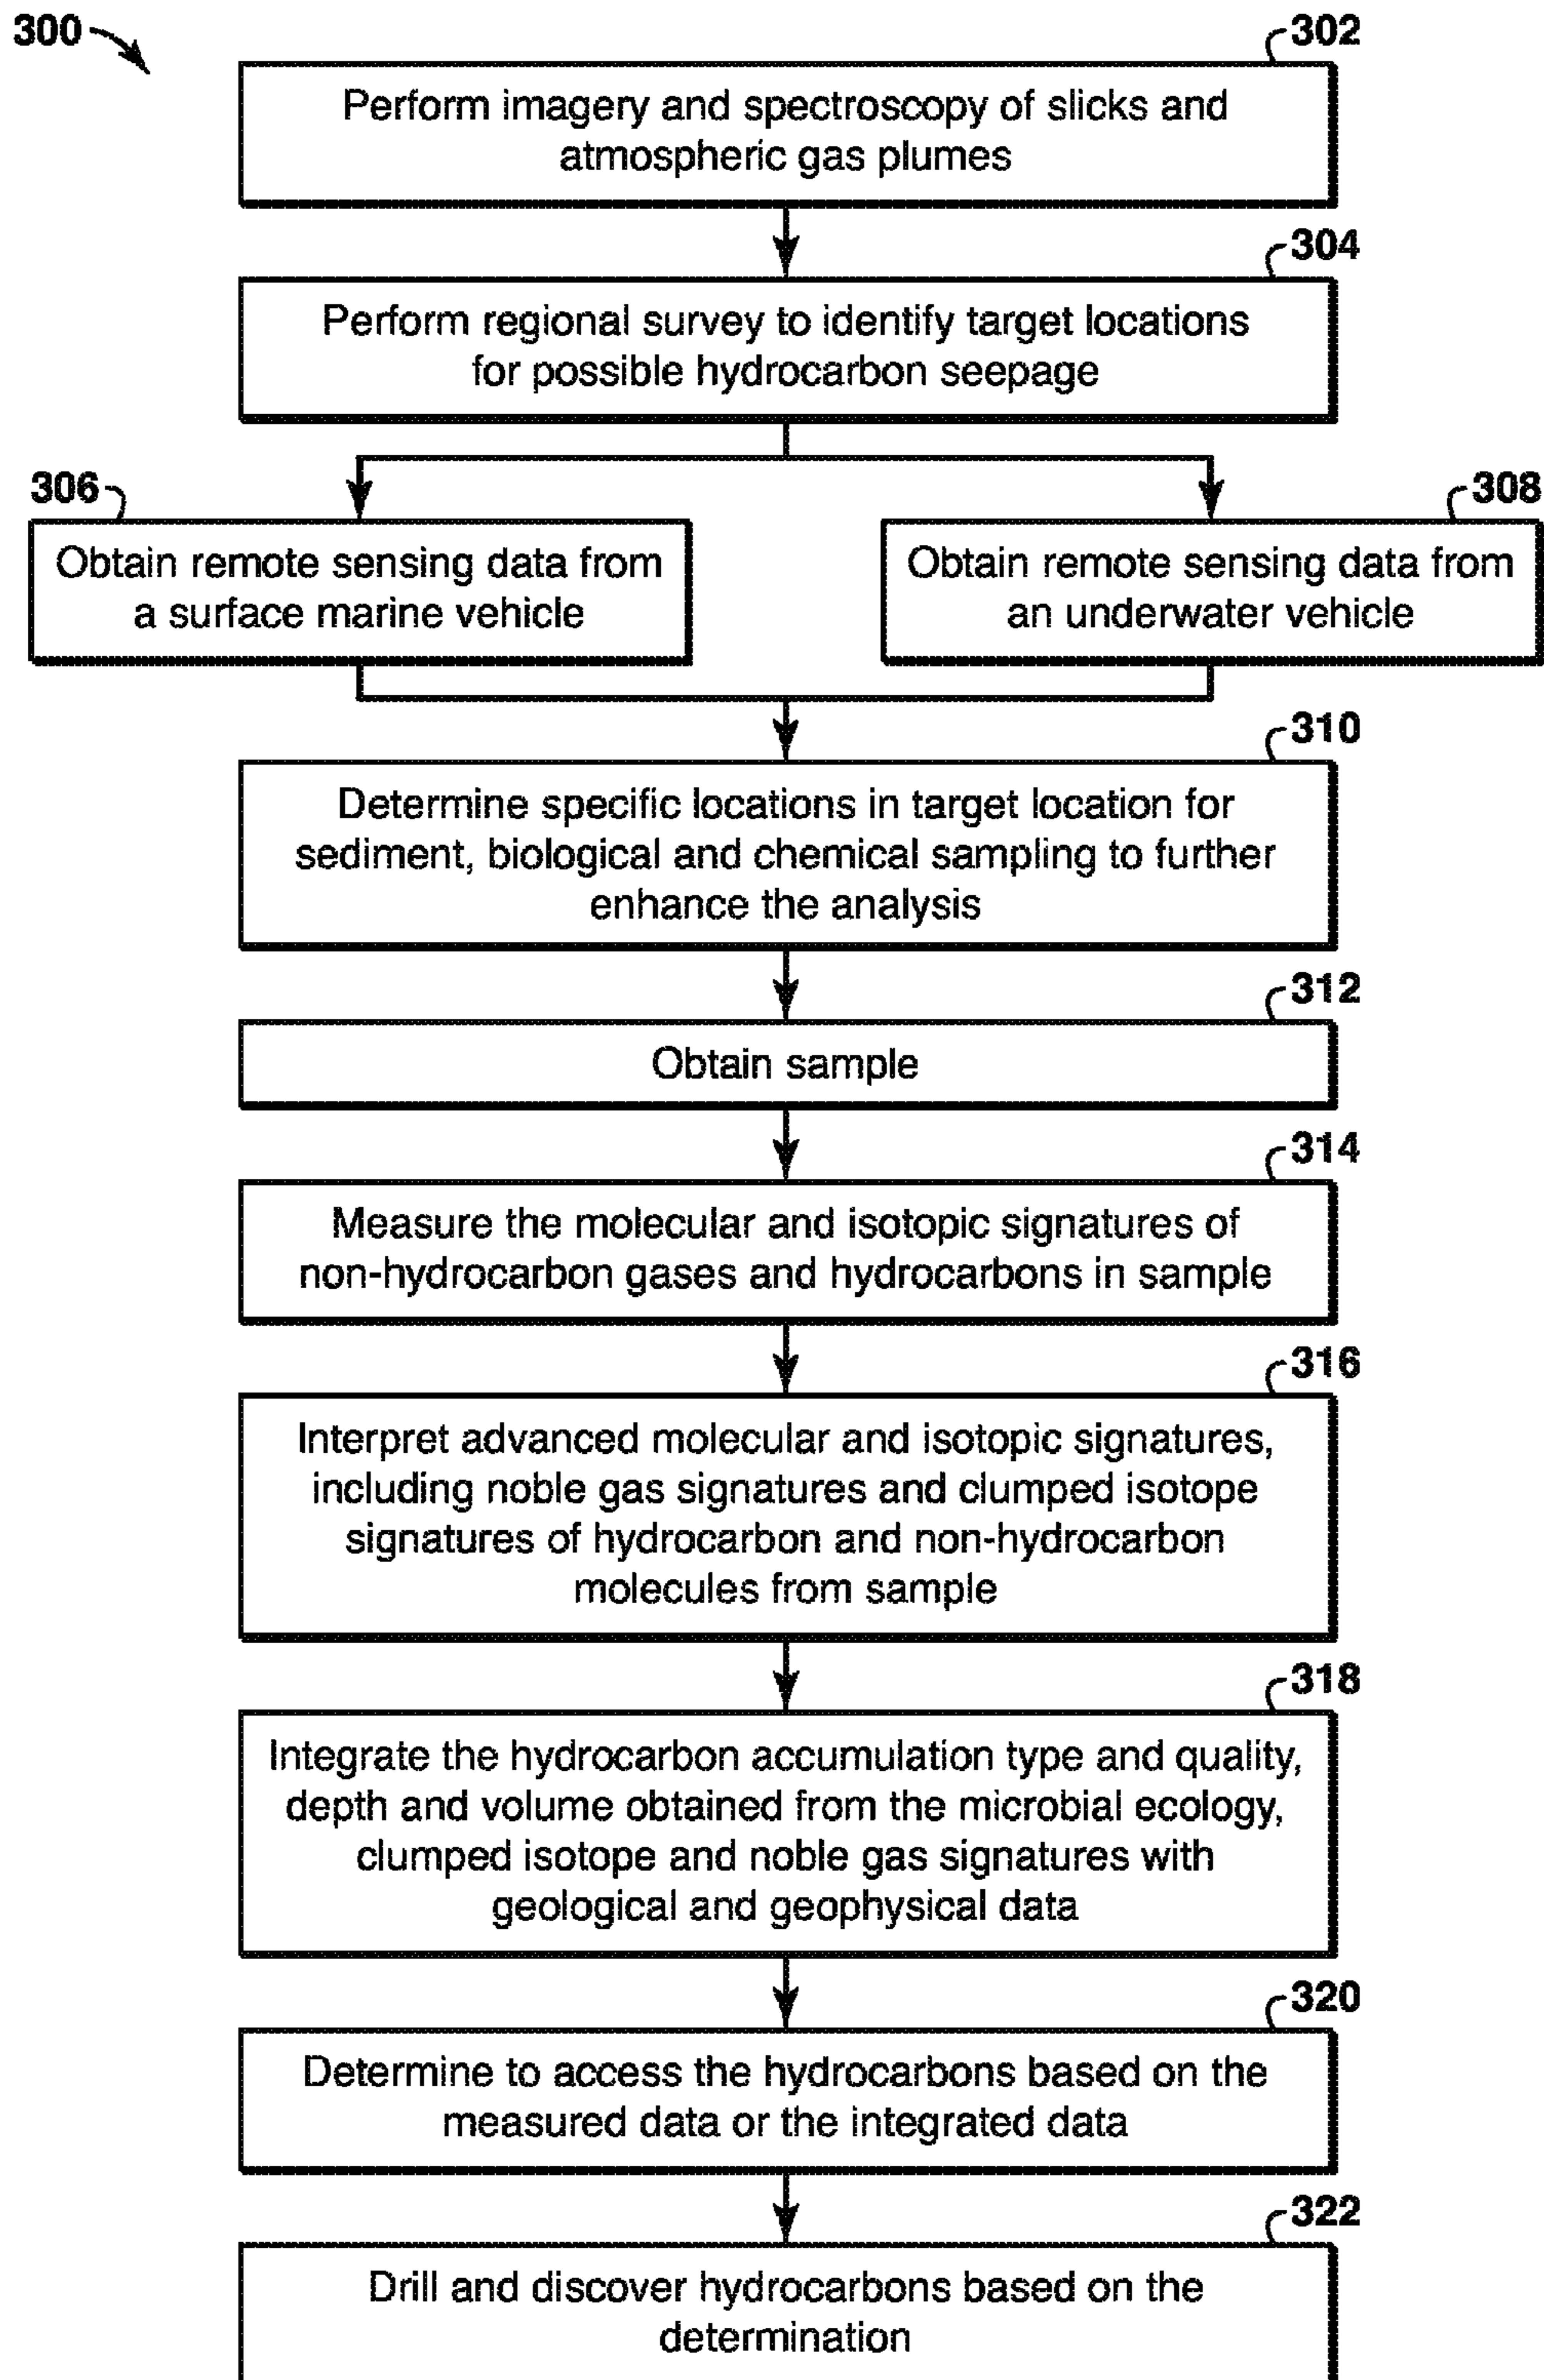 300
302
Perform imagery and spectroscopy of slicks and
atmospheric gas plumes
304
Perform regional survey to identify target locations
for possible hydrocarbon seepage
306
Obtain remote sensing data from
a surface marine vehicle
308
Obtain remote sensing data from
an underwater vehicle
310
Determine specific locations in target location for
sediment, biological and chemical sampling to further
enhance the analysis
312
Obtain sample
314
Measure the molecular and isotopic signatures of
non-hydrocarbon gases and hydrocarbons in sample
316
Interpret advanced molecular and isotopic signatures,
including noble gas signatures and clumped isotope
signatures of hydrocarbon and non-hydrocarbon
molecules from sample
318
Integrate the hydrocarbon accumulation type and quality,
depth and volume obtained from the microbial ecology,
clumped isotope and noble gas signatures with
geological and geophysical data
320
Determine to access the hydrocarbons based on the
measured data or the integrated data
322
Drill and discover hydrocarbons based on the
determination